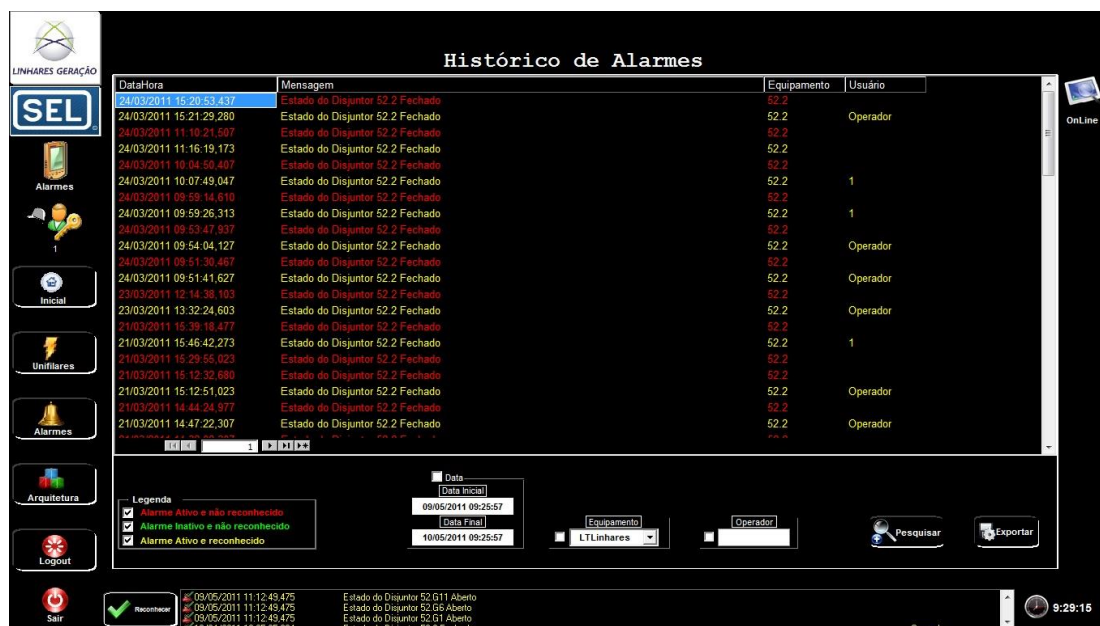 Histórico de Alarmes
LINHARES GERAÇÃO
SEL
Alarmes
1
Inicial
Unifilares
Alarmes
Arquitetura
Logout
Sair
OnLine
DataHora Mensagem Equipamento Usuário
24/03/2011 15:20:53,437 Estado do Disjuntor 52.2 Fechado 52.2
24/03/2011 15:21:29,280 Estado do Disjuntor 52.2 Fechado 52.2 Operador
24/03/2011 11:10:21,507 Estado do Disjuntor 52.2 Fechado 52.2
24/03/2011 11:16:19,173 Estado do Disjuntor 52.2 Fechado 52.2
24/03/2011 10:04:50,407 Estado do Disjuntor 52.2 Fechado 52.2
24/03/2011 10:07:49,047 Estado do Disjuntor 52.2 Fechado 52.2 1
24/03/2011 09:59:14,610 Estado do Disjuntor 52.2 Fechado 52.2
24/03/2011 09:59:26,313 Estado do Disjuntor 52.2 Fechado 52.2 1
24/03/2011 09:53:47,937 Estado do Disjuntor 52.2 Fechado 52.2
24/03/2011 09:54:04,127 Estado do Disjuntor 52.2 Fechado 52.2 Operador
24/03/2011 09:51:30,467 Estado do Disjuntor 52.2 Fechado 52.2
24/03/2011 09:51:41,627 Estado do Disjuntor 52.2 Fechado 52.2 Operador
23/03/2011 12:14:38,103 Estado do Disjuntor 52.2 Fechado 52.2
23/03/2011 13:32:24,603 Estado do Disjuntor 52.2 Fechado 52.2 Operador
21/03/2011 15:39:18,477 Estado do Disjuntor 52.2 Fechado 52.2
21/03/2011 15:46:42,273 Estado do Disjuntor 52.2 Fechado 52.2 1
21/03/2011 15:29:55,023 Estado do Disjuntor 52.2 Fechado 52.2
21/03/2011 15:12:32,680 Estado do Disjuntor 52.2 Fechado 52.2
21/03/2011 15:12:51,023 Estado do Disjuntor 52.2 Fechado 52.2 Operador
21/03/2011 14:44:24,977 Estado do Disjuntor 52.2 Fechado 52.2
21/03/2011 14:47:22,307 Estado do Disjuntor 52.2 Fechado 52.2 Operador
1
Legenda
Alarme Ativo e não reconhecido
Alarme Inativo e não reconhecido
Alarme Ativo e reconhecido
Data
Data Inicial
09/05/2011 09:25:57
Data Final
10/05/2011 09:25:57
Equipamento
LTLinhares
Operador
Pesquisar
Exportar
Reconhecer
09/05/2011 11:12:49,475 Estado do Disjuntor 52.G11 Aberto
09/05/2011 11:12:49,475 Estado do Disjuntor 52.G6 Aberto
09/05/2011 11:12:49,475 Estado do Disjuntor 52.G1 Aberto
9:29:15